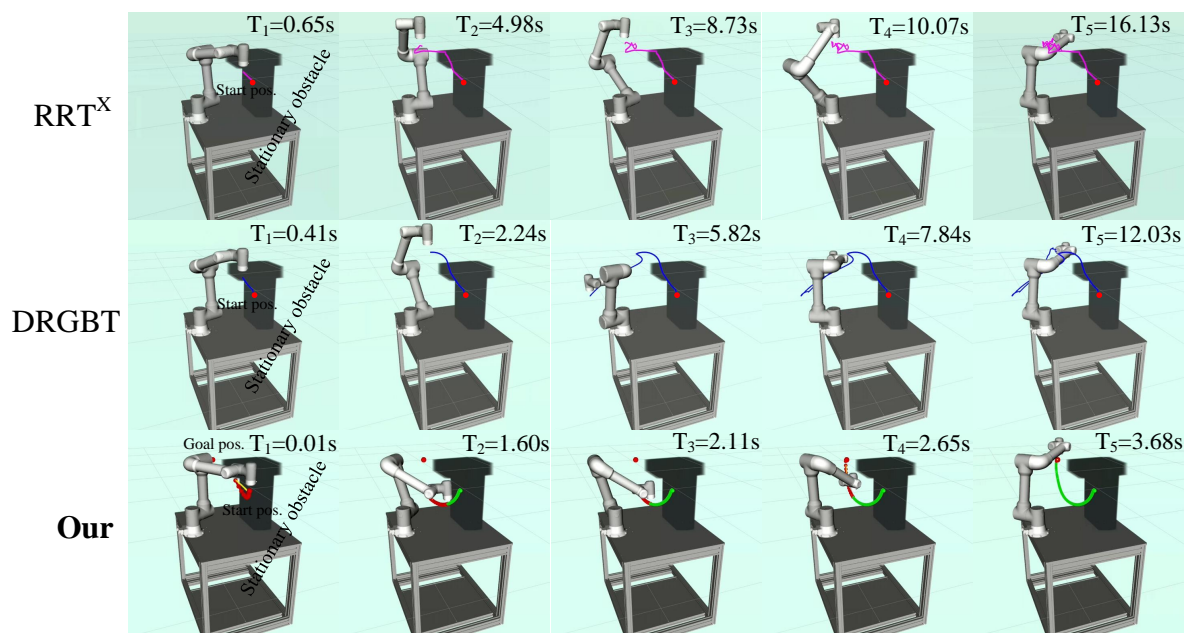 T₁=0.65s
T₂=4.98s
T₃=8.73s
T₄=10.07s
T₅=16.13s
RRTˣ
Start pos.
Stationary obstacle
T₁=0.41s
T₂=2.24s
T₃=5.82s
T₄=7.84s
T₅=12.03s
DRGBT
Start pos.
Stationary obstacle
Goal pos.
T₁=0.01s
T₂=1.60s
T₃=2.11s
T₄=2.65s
T₅=3.68s
Our
Start pos.
Stationary obstacle